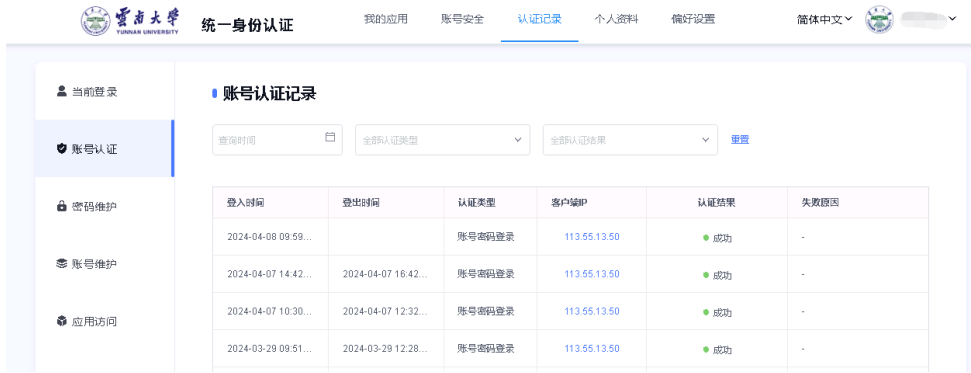 雲南大學 YUNNAN UNIVERSITY 统一身份认证 我的应用 账号安全 认证记录 个人资料 偏好设置 简体中文
当前登录
账号认证
密码维护
账号维护
应用访问
账号认证记录
查询时间 全部认证类型 全部认证结果 重置
登入时间 登出时间 认证类型 客户端IP 认证结果 失败原因
2024-04-08 09:59... 账号密码登录 113.55.13.50 成功 -
2024-04-07 14:42... 2024-04-07 16:42... 账号密码登录 113.55.13.50 成功 -
2024-04-07 10:30... 2024-04-07 12:32... 账号密码登录 113.55.13.50 成功 -
2024-03-29 09:51... 2024-03-29 12:28... 账号密码登录 113.55.13.50 成功 -